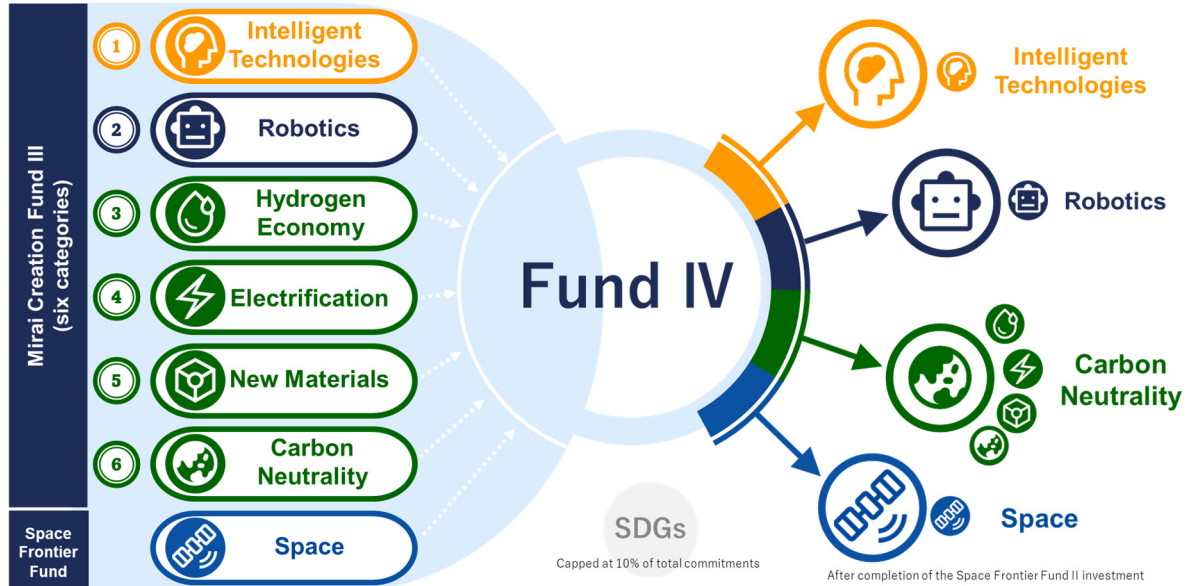 Mirai Creation Fund III
(six categories)
1
Intelligent
Technologies
2
Robotics
3
Hydrogen
Economy
4
Electrification
5
New Materials
6
Carbon
Neutrality
Space
Frontier
Fund
Space
Fund IV
Intelligent
Technologies
Robotics
Carbon
Neutrality
Space
SDGs
Capped at 10% of total commitments
After completion of the Space Frontier Fund II investment